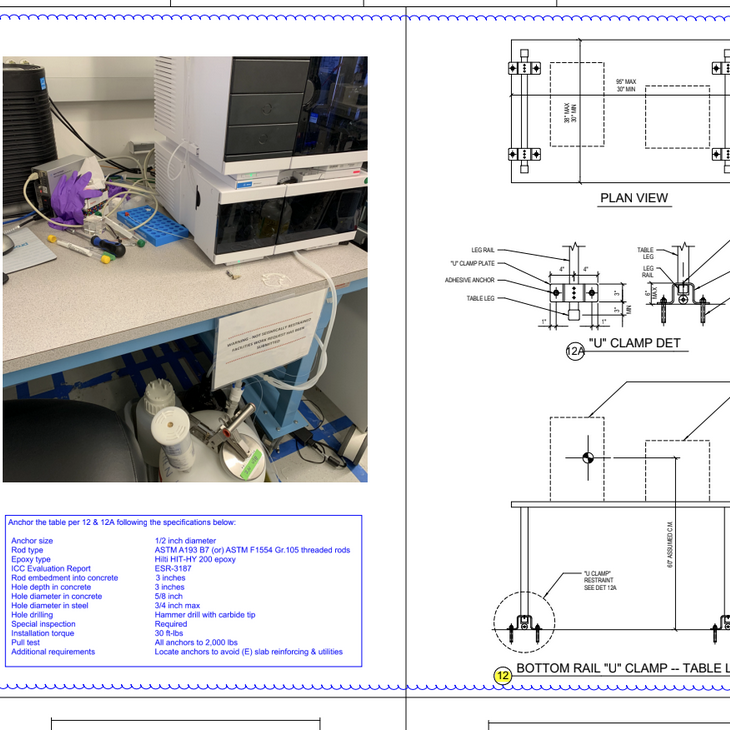 WARNING - NOT SEISMICALLY RESTRAINED
FACILITIES WORK REQUEST HAS BEEN
SUBMITTED
Anchor the table per 12 & 12A following the specifications below:
Anchor size 1/2 inch diameter
Rod type ASTM A193 B7 (or) ASTM F1554 Gr.105 threaded rods
Epoxy type Hilti HIT-HY 200 epoxy
ICC Evaluation Report ESR-3187
Rod embedment into concrete 3 inches
Hole depth in concrete 3 inches
Hole diameter in concrete 5/8 inch
Hole diameter in steel 3/4 inch max
Hole drilling Hammer drill with carbide tip
Special inspection Required
Installation torque 30 ft-lbs
Pull test All anchors to 2,000 lbs
Additional requirements Locate anchors to avoid (E) slab reinforcing & utilities
95" MAX
30" MIN
38" MAX
30" MIN
PLAN VIEW
LEG RAIL
"U" CLAMP PLATE
ADHESIVE ANCHOR
TABLE LEG
4" 4"
3"
3"
MIN
1" 1"
TABLE
LEG
LEG
RAIL
6"
MAX
12A "U" CLAMP DET
60" ASSUMED C.M.
"U CLAMP"
RESTRAINT
SEE DET 12A
12 BOTTOM RAIL "U" CLAMP -- TABLE L